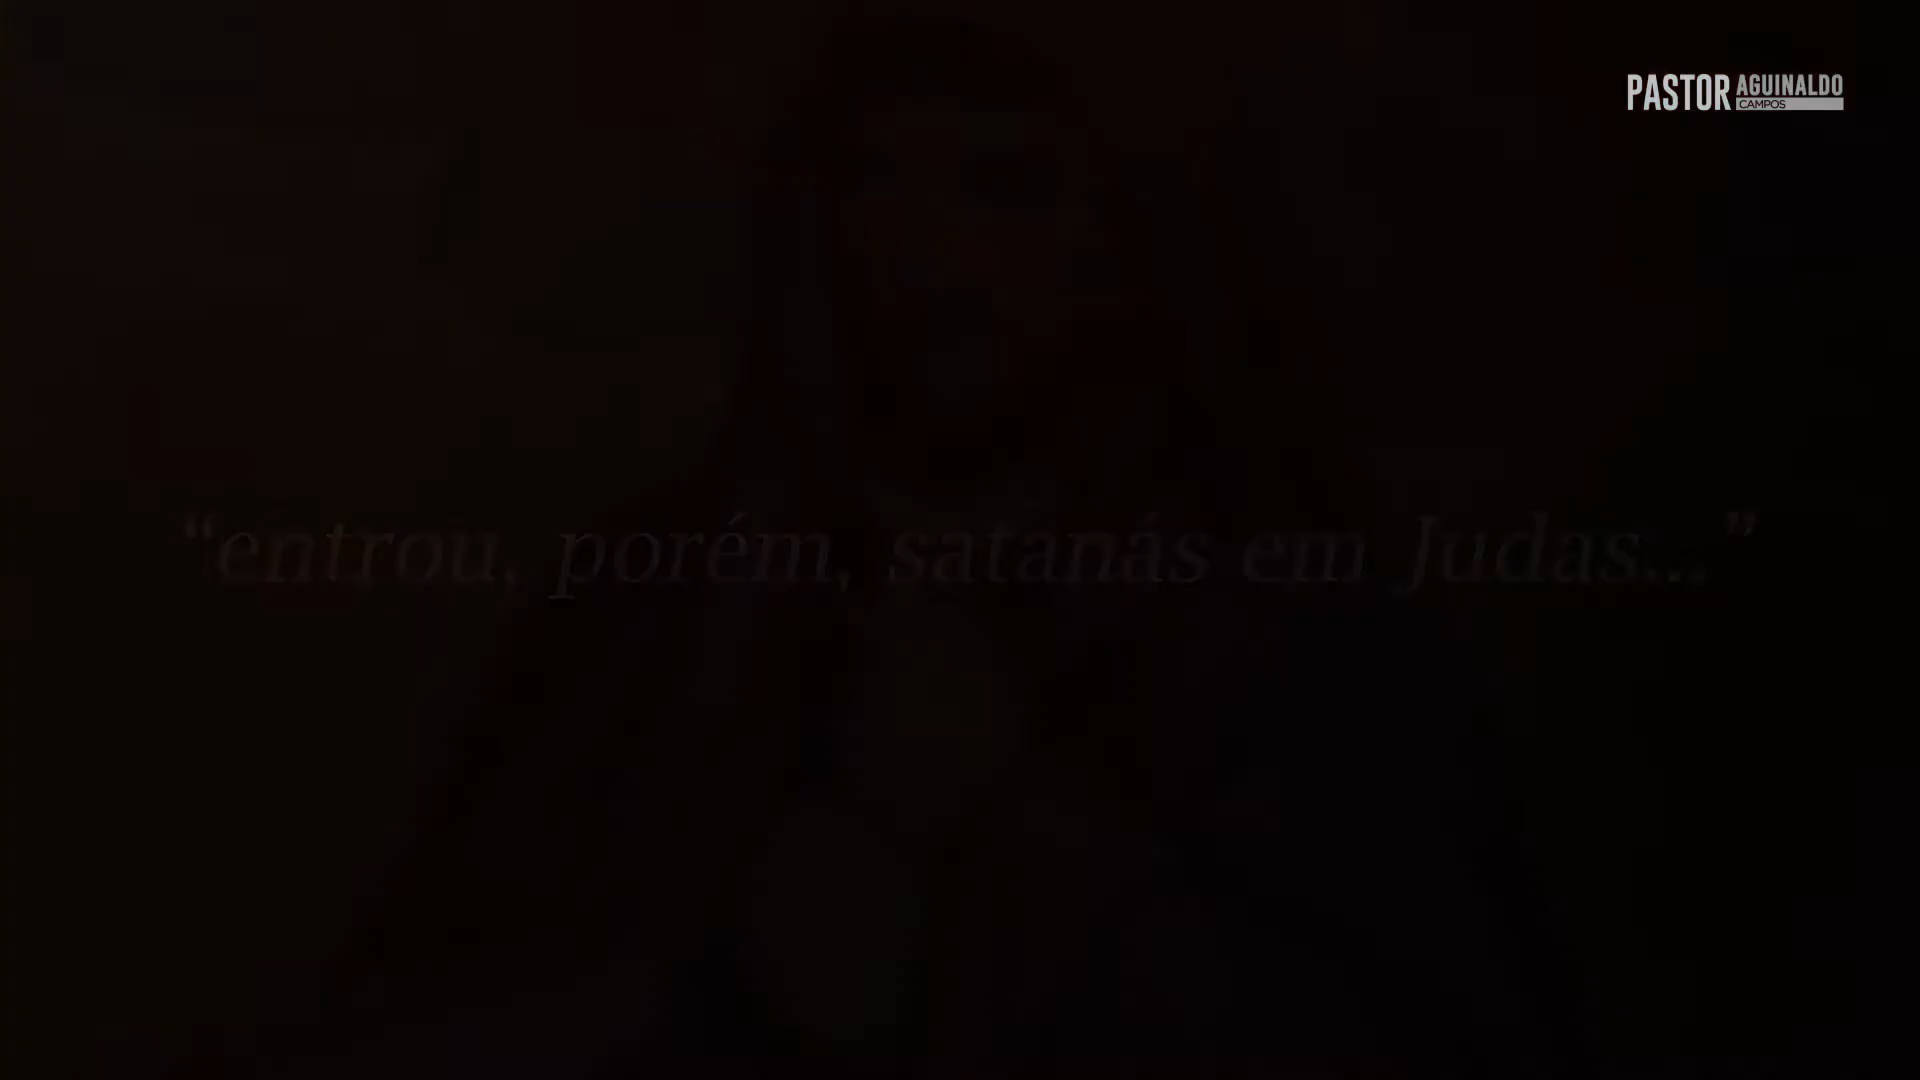 PASTOR AGUINALDO
CAMPOS
“entrou, porém, satanás em Judas...”